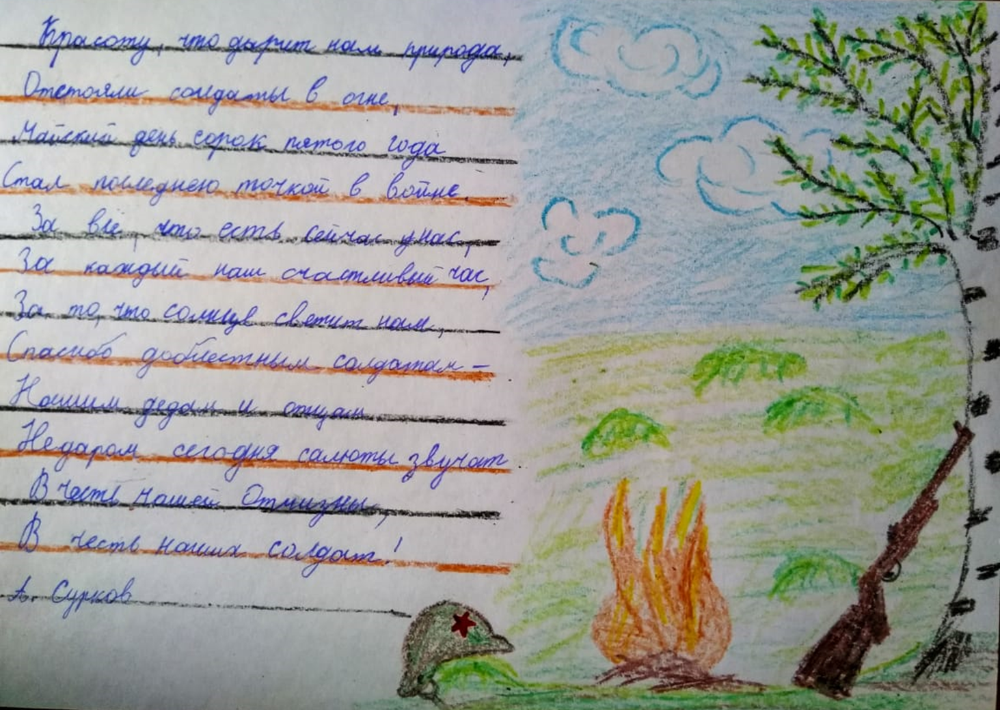 Красоту, что дарит нам природа,
Отстояли солдаты в огне,
Майский день сорок пятого года
Стал последнею точкой в войне.
За всё, что есть сейчас у нас,
За каждый наш счастливый час,
За то, что солнце светит нам,
Спасибо доблестным солдатам –
Нашим дедам и отцам
Недаром сегодня салюты звучат
В честь нашей Отчизны,
В честь наших солдат!
А. Сурков